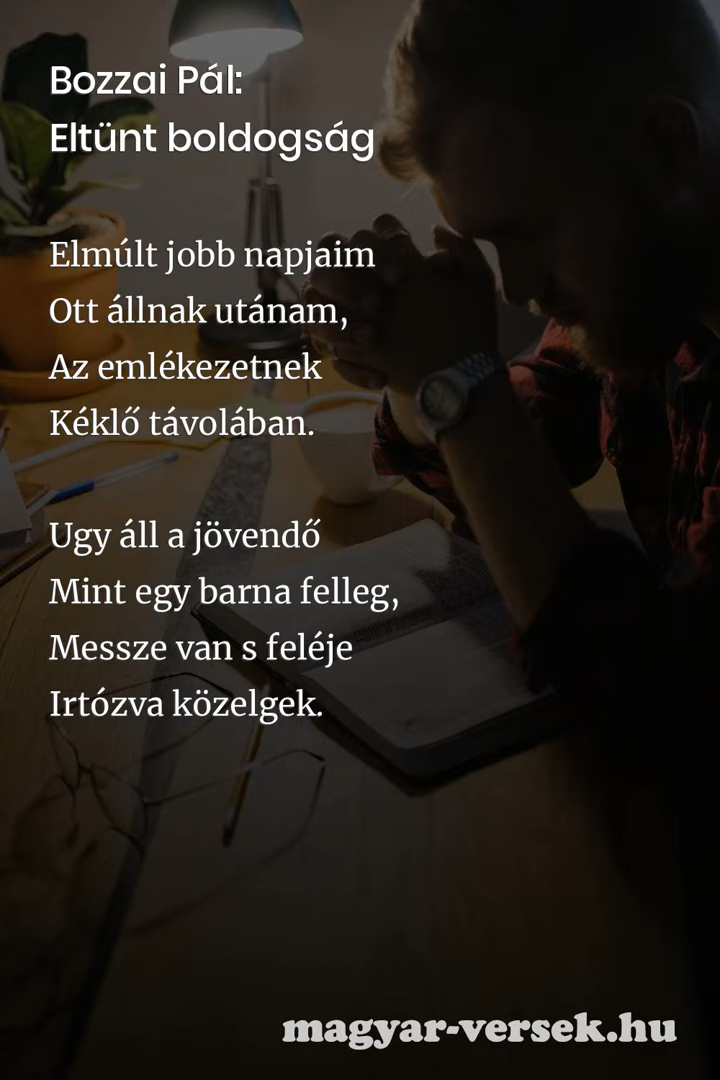 Bozzai Pál:
Eltünt boldogság
Elmúlt jobb napjaim
Ott állnak utánam,
Az emlékezetnek
Kéklő távolában.
Ugy áll a jövendő
Mint egy barna felleg,
Messze van s feléje
Irtózva közelgek.
magyar-versek.hu